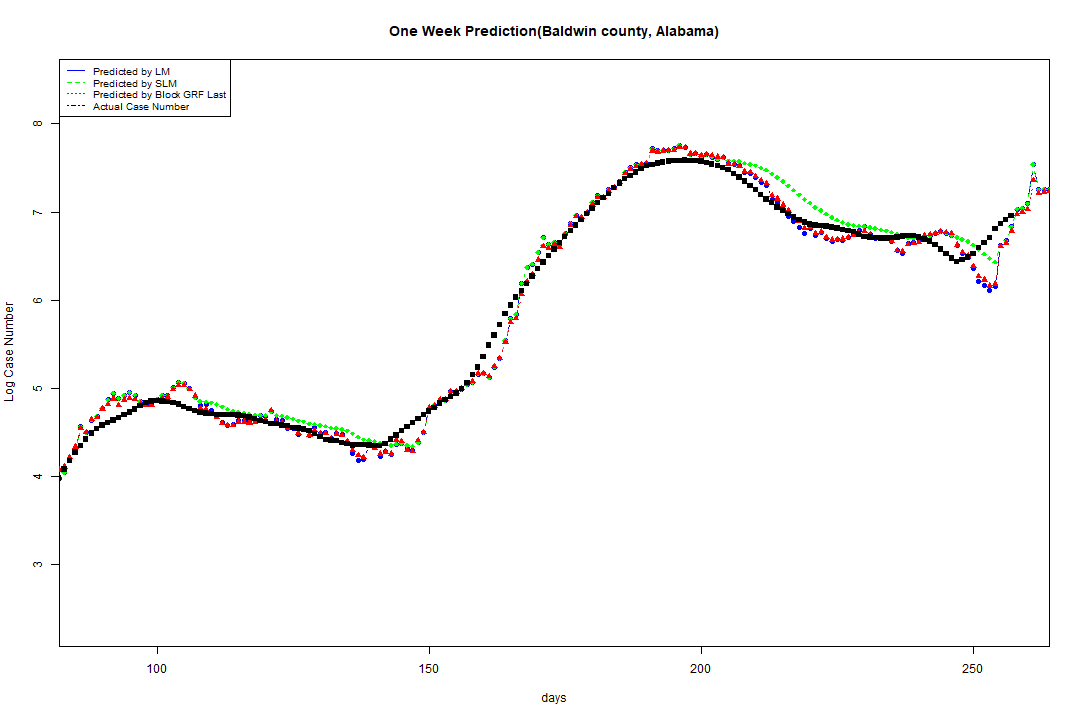 One Week Prediction(Baldwin county, Alabama)
Predicted by LM
Predicted by SLM
Predicted by Block GRF Last
Actual Case Number
8
7
6
5
4
3
Log Case Number
100 150 200 250
days